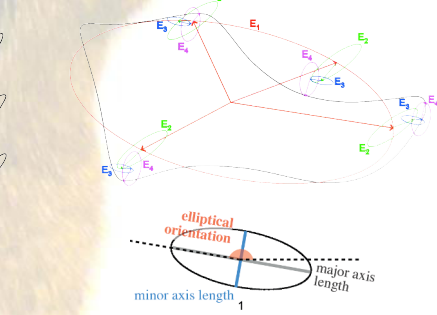 E3
E4
E1
E2
E4
E3
E3
E4
E2
E2
E3
E4
elliptical
orientation
major axis
length
minor axis length
1